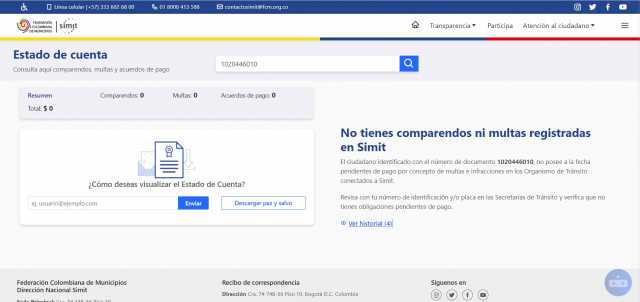 Línea celular (+57) 333 602 68 88   01 8000 413 588   contactosimit@fcm.org.co
FEDERACIÓN COLOMBIANA DE MUNICIPIOS simit Transparencia Participa Atención al ciudadano
Estado de cuenta
Consulta aquí comparendos, multas y acuerdos de pago
1020446010
Resumen Comparendos: 0 Multas: 0 Acuerdos de pago: 0
Total: $ 0
¿Cómo deseas visualizar el Estado de Cuenta?
ej. usuario@ejemplo.com Enviar Descargar paz y salvo
No tienes comparendos ni multas registradas
en Simit
El ciudadano identificado con el número de documento 1020446010, no posee a la fecha
pendientes de pago por concepto de multas e infracciones en los Organismo de Tránsito
conectados a Simit.
Revisa con tu número de identificación y/o placa en las Secretarías de Tránsito y verifica que no
tienes obligaciones pendientes de pago.
Ver historial (4)
Federación Colombiana de Municipios
Dirección Nacional Simit
Recibo de correspondencia
Dirección Cra. 7# 74B-56 Piso 10, Bogotá D.C. Colombia
Síguenos en